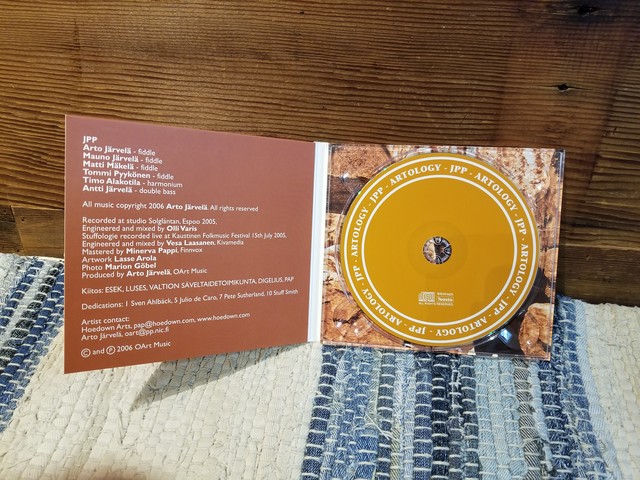 JPP
Arto Järvelä - fiddle
Mauno Järvelä - fiddle
Matti Mäkelä - fiddle
Tommi Pyykönen - fiddle
Timo Alakotila - harmonium
Antti Järvelä - double bass
All music copyright 2006 Arto Järvelä. All rights reserved
Recorded at studio Solgläntan, Espoo 2005.
Engineered and mixed by Olli Varis
Stuffologie recorded live at Kaustinen Folkmusic Festival 15th July 2005,
Engineered and mixed by Vesa Laasanen, Kivamedia
Mastered by Minerva Pappi, Finnvox
Artwork Lasse Arola
Photo Marion Göbel
Produced by Arto Järvelä, OArt Music
Kiitos: ESEK, LUSES, VALTION SÄVELTAIDETOIMIKUNTA, DIGELIUS, PAP
Dedications: 1 Sven Ahlbäck, 5 Julio de Caro, 7 Pete Sutherland, 10 Stuff Smith
Artist contact:
Hoedown Arts, pap@hoedown.com, www.hoedown.com
Arto Järvelä, oart@pp.nic.fi
© and ℗ 2006 OArt Music
JPP · ARTOLOGY · JPP · ARTOLOGY · JPP · ARTOLOGY · JPP · ARTOLOGY · JPP · ARTOLOGY ·
Teosto
ALL RIGHTS RESERVED